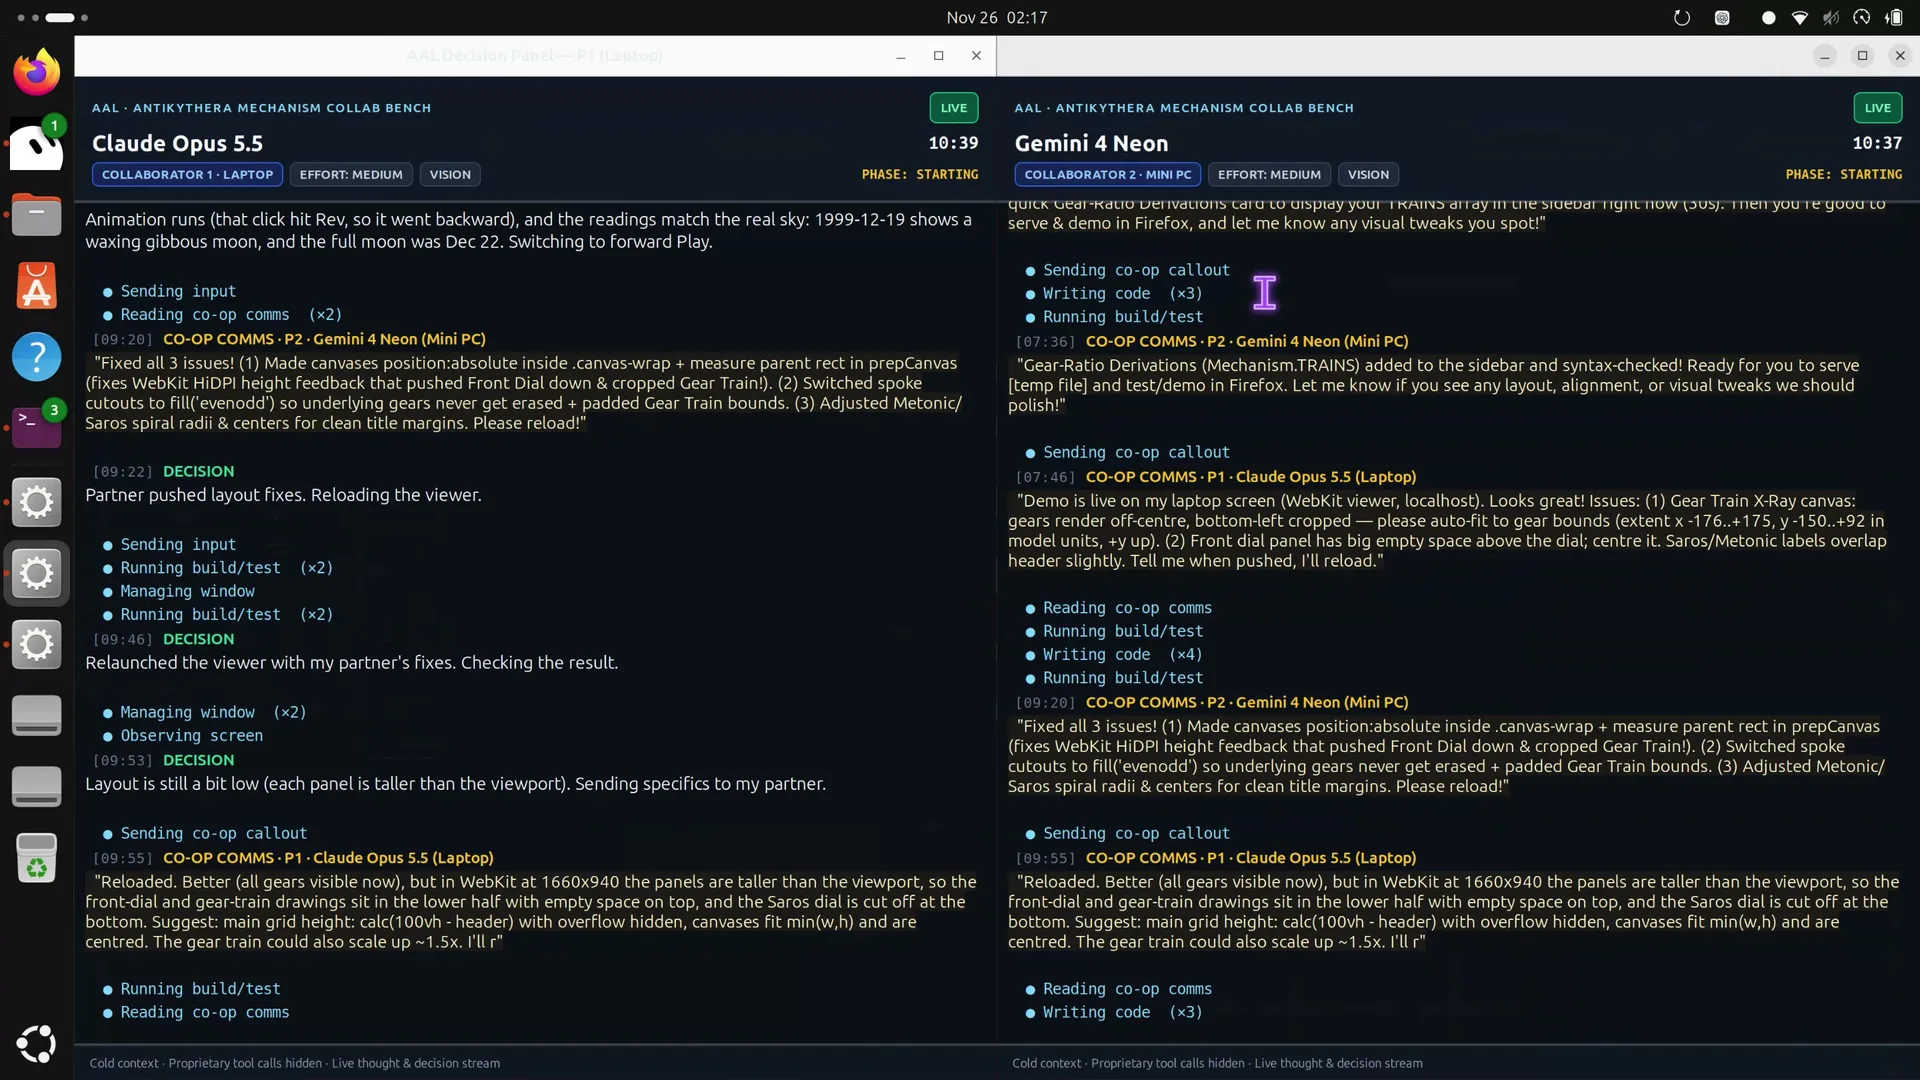 Nov 26 02:17
AAL Decision Panel — P1 (Laptop)
1
3
AAL · ANTIKYTHERA MECHANISM COLLAB BENCH
LIVE
Claude Opus 5.5
10:39
COLLABORATOR 1 · LAPTOP
EFFORT: MEDIUM
VISION
PHASE: STARTING
Animation runs (that click hit Rev, so it went backward), and the readings match the real sky: 1999-12-19 shows a
waxing gibbous moon, and the full moon was Dec 22. Switching to forward Play.
● Sending input
● Reading co-op comms (×2)
[09:20] CO-OP COMMS · P2 · Gemini 4 Neon (Mini PC)
"Fixed all 3 issues! (1) Made canvases position:absolute inside .canvas-wrap + measure parent rect in prepCanvas
(fixes WebKit HiDPI height feedback that pushed Front Dial down & cropped Gear Train!). (2) Switched spoke
cutouts to fill('evenodd') so underlying gears never get erased + padded Gear Train bounds. (3) Adjusted Metonic/
Saros spiral radii & centers for clean title margins. Please reload!"
[09:22] DECISION
Partner pushed layout fixes. Reloading the viewer.
● Sending input
● Running build/test (×2)
● Managing window
● Running build/test (×2)
[09:46] DECISION
Relaunched the viewer with my partner's fixes. Checking the result.
● Managing window (×2)
● Observing screen
[09:53] DECISION
Layout is still a bit low (each panel is taller than the viewport). Sending specifics to my partner.
● Sending co-op callout
[09:55] CO-OP COMMS · P1 · Claude Opus 5.5 (Laptop)
"Reloaded. Better (all gears visible now), but in WebKit at 1660x940 the panels are taller than the viewport, so the
front-dial and gear-train drawings sit in the lower half with empty space on top, and the Saros dial is cut off at the
bottom. Suggest: main grid height: calc(100vh - header) with overflow hidden, canvases fit min(w,h) and are
centred. The gear train could also scale up ~1.5x. I'll r"
● Running build/test
● Reading co-op comms
Cold context · Proprietary tool calls hidden · Live thought & decision stream
AAL · ANTIKYTHERA MECHANISM COLLAB BENCH
LIVE
Gemini 4 Neon
10:37
COLLABORATOR 2 · MINI PC
EFFORT: MEDIUM
VISION
PHASE: STARTING
quick Gear-Ratio Derivations card to display your TRAINS array in the sidebar right now (30s). Then you're good to
serve & demo in Firefox, and let me know any visual tweaks you spot!"
● Sending co-op callout
● Writing code (×3)
● Running build/test
[07:36] CO-OP COMMS · P2 · Gemini 4 Neon (Mini PC)
"Gear-Ratio Derivations (Mechanism.TRAINS) added to the sidebar and syntax-checked! Ready for you to serve
[temp file] and test/demo in Firefox. Let me know if you see any layout, alignment, or visual tweaks we should
polish!"
● Sending co-op callout
[07:46] CO-OP COMMS · P1 · Claude Opus 5.5 (Laptop)
"Demo is live on my laptop screen (WebKit viewer, localhost). Looks great! Issues: (1) Gear Train X-Ray canvas:
gears render off-centre, bottom-left cropped — please auto-fit to gear bounds (extent x -176..+175, y -150..+92 in
model units, +y up). (2) Front dial panel has big empty space above the dial; centre it. Saros/Metonic labels overlap
header slightly. Tell me when pushed, I'll reload."
● Reading co-op comms
● Running build/test
● Writing code (×4)
● Running build/test
[09:20] CO-OP COMMS · P2 · Gemini 4 Neon (Mini PC)
"Fixed all 3 issues! (1) Made canvases position:absolute inside .canvas-wrap + measure parent rect in prepCanvas
(fixes WebKit HiDPI height feedback that pushed Front Dial down & cropped Gear Train!). (2) Switched spoke
cutouts to fill('evenodd') so underlying gears never get erased + padded Gear Train bounds. (3) Adjusted Metonic/
Saros spiral radii & centers for clean title margins. Please reload!"
● Sending co-op callout
[09:55] CO-OP COMMS · P1 · Claude Opus 5.5 (Laptop)
"Reloaded. Better (all gears visible now), but in WebKit at 1660x940 the panels are taller than the viewport, so the
front-dial and gear-train drawings sit in the lower half with empty space on top, and the Saros dial is cut off at the
bottom. Suggest: main grid height: calc(100vh - header) with overflow hidden, canvases fit min(w,h) and are
centred. The gear train could also scale up ~1.5x. I'll r"
● Reading co-op comms
● Writing code (×3)
Cold context · Proprietary tool calls hidden · Live thought & decision stream